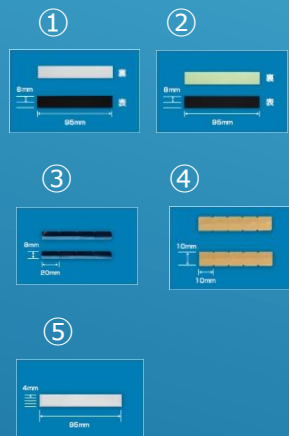 ① ②
裏 裏
8mm 表 8mm 表
95mm 95mm
③ ④
8mm 10mm
20mm 10mm
⑤
4mm
95mm